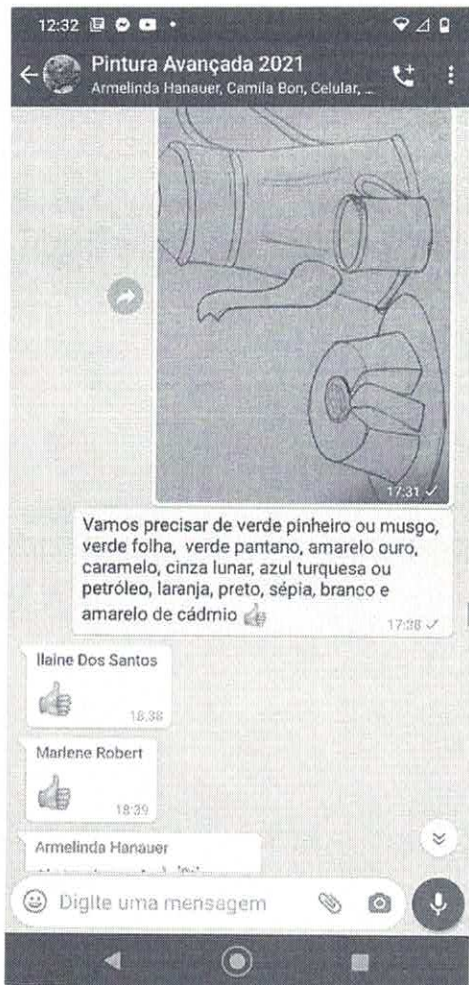 12:32
Pintura Avançada 2021
Armelinda Hanauer, Camila Bon, Celular, ...
17:31
Vamos precisar de verde pinheiro ou musgo,
verde folha, verde pantano, amarelo ouro,
caramelo, cinza lunar, azul turquesa ou
petróleo, laranja, preto, sépia, branco e
amarelo de cádmio 👍
17:38
Ilaine Dos Santos
👍
18:38
Marlene Robert
👍
18:39
Armelinda Hanauer
Digite uma mensagem